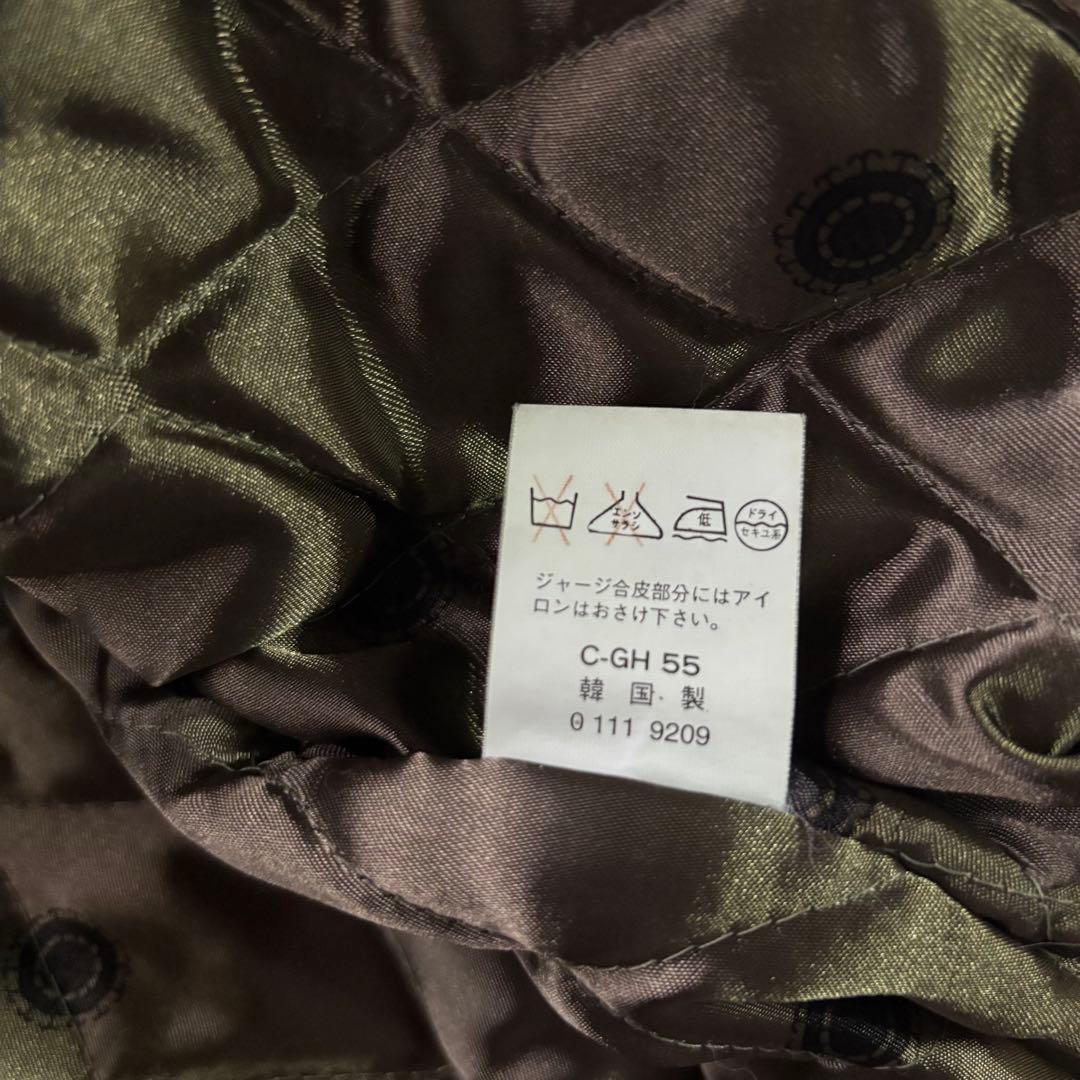 エンソ
サラシ
低
ドライ
セキユ系
ジャージ合皮部分にはアイ
ロンはおさけ下さい。
C-GH 55
韓国製
0 111 9209